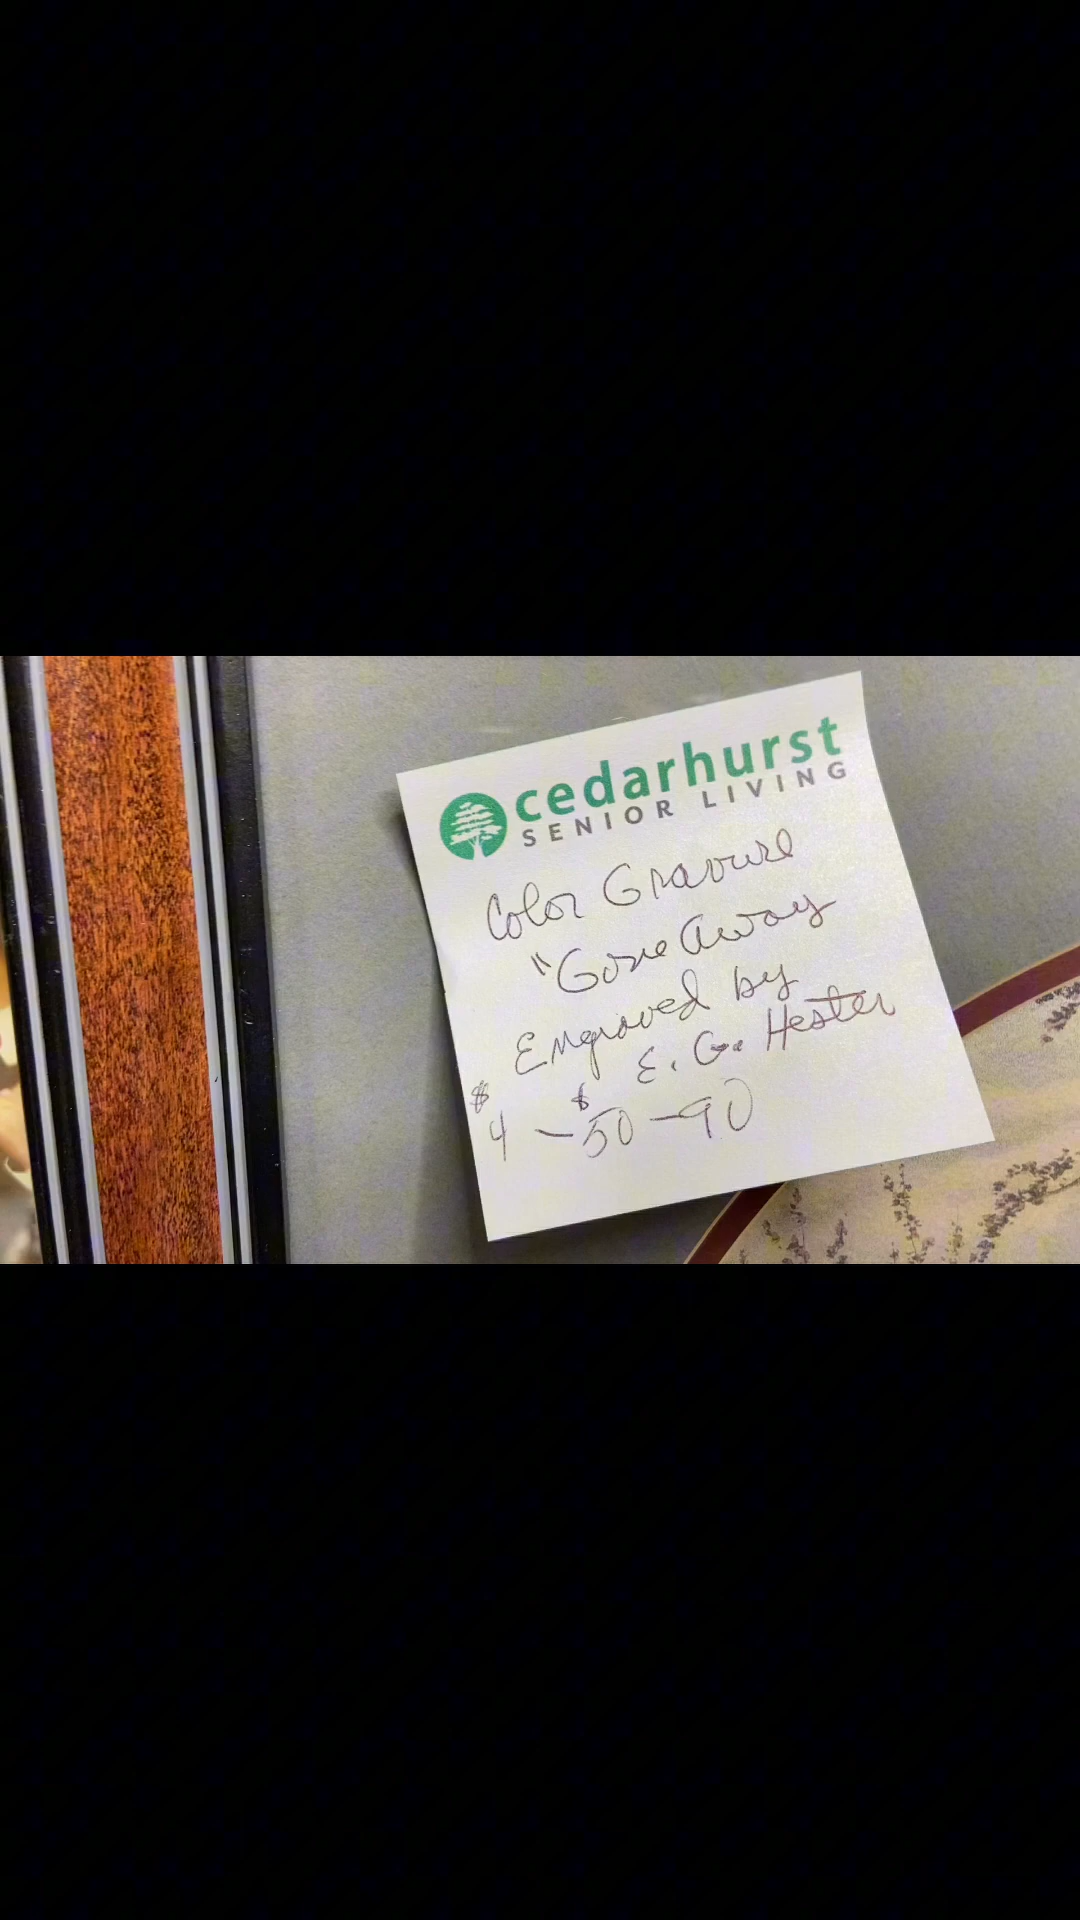 cedarhurst
SENIOR LIVING
Color Gravure
"Gone Away
Engraved by
E. G. Hester
$4 - $50 - 90